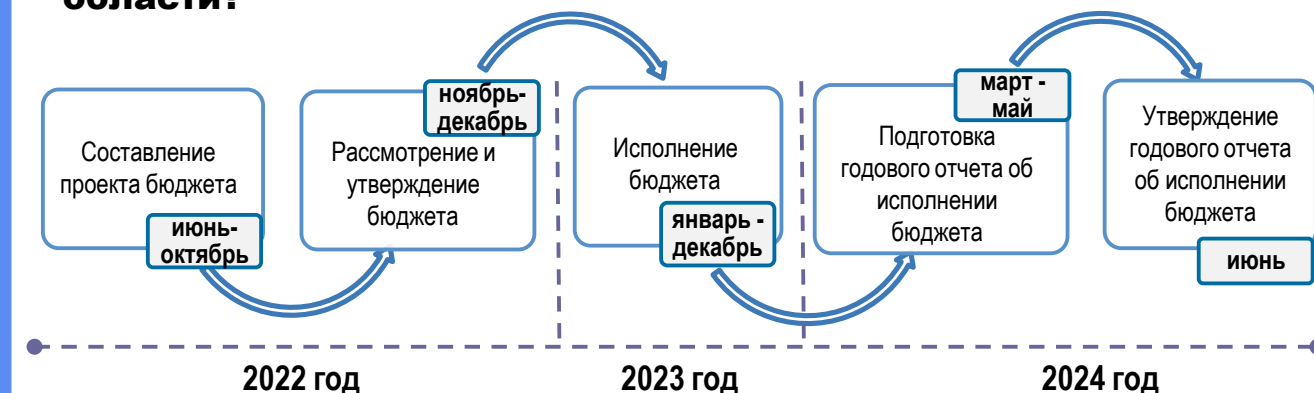 области?
Составление
проекта бюджета
июнь-
октябрь
ноябрь-
декабрь
Рассмотрение и
утверждение
бюджета
Исполнение
бюджета
январь -
декабрь
март -
май
Подготовка
годового отчета об
исполнении
бюджета
Утверждение
годового отчета
об исполнении
бюджета
июнь
2022 год
2023 год
2024 год